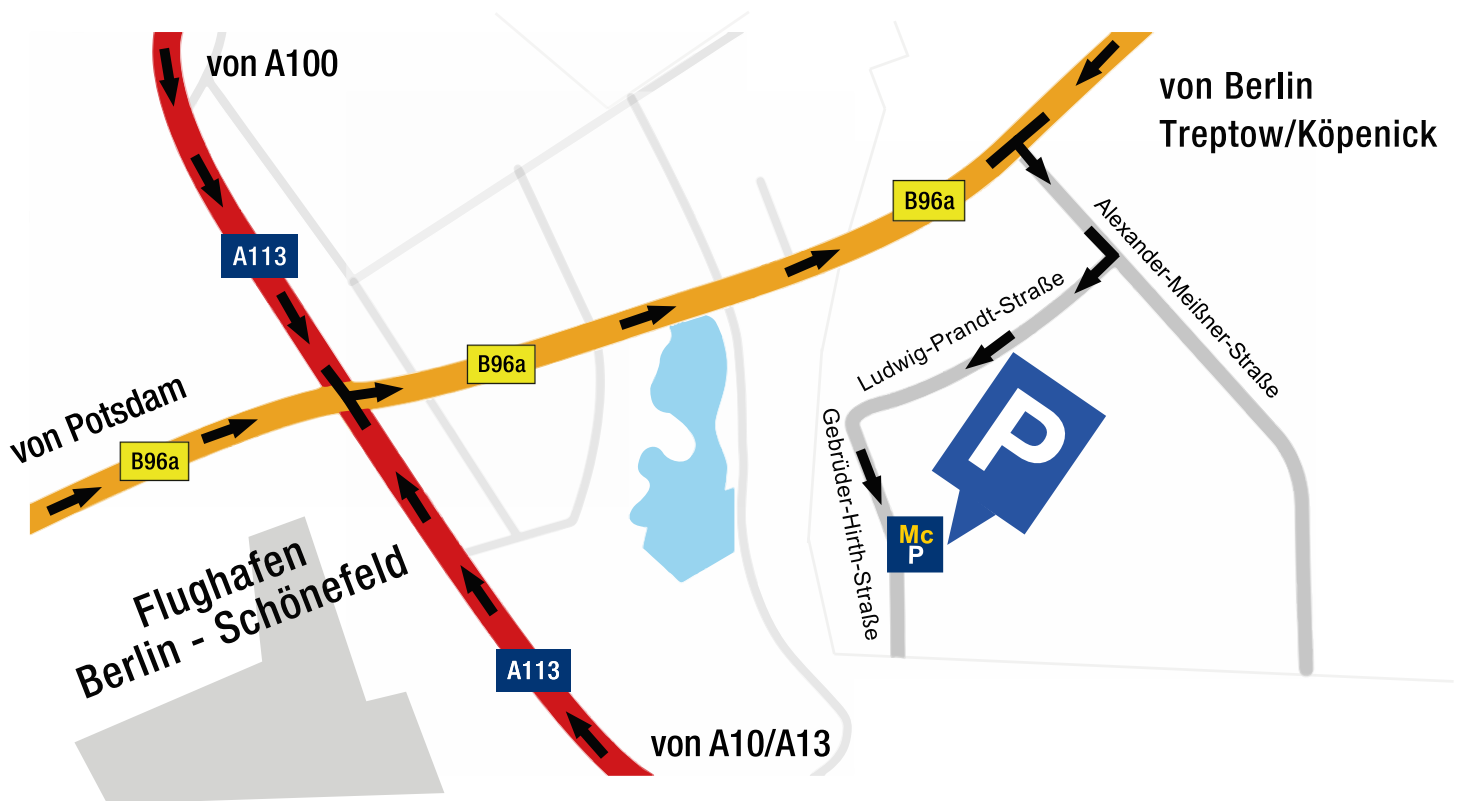 von A100
von Berlin
Treptow/Köpenick
B96a
Alexander-Meißner-Straße
A113
Ludwig-Prandt-Straße
B96a
von Potsdam
B96a
Gebrüder-Hirth-Straße
P
Mc
P
Flughafen
Berlin - Schönefeld
A113
von A10/A13